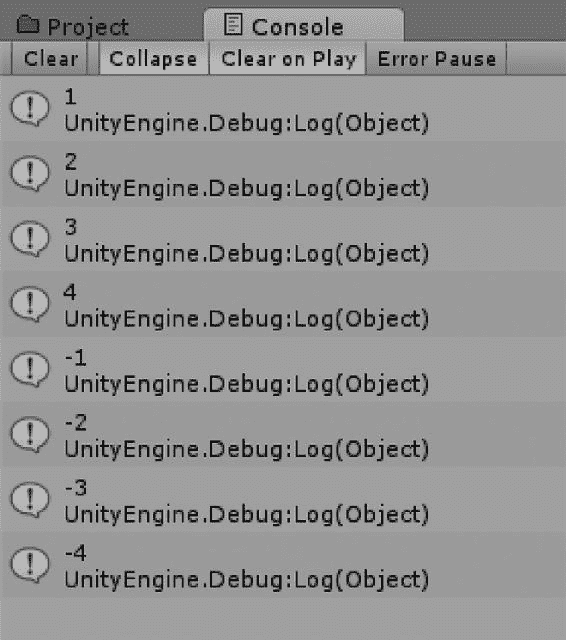 Project Console
Clear Collapse Clear on Play Error Pause
1
UnityEngine.Debug:Log(Object)
2
UnityEngine.Debug:Log(Object)
3
UnityEngine.Debug:Log(Object)
4
UnityEngine.Debug:Log(Object)
-1
UnityEngine.Debug:Log(Object)
-2
UnityEngine.Debug:Log(Object)
-3
UnityEngine.Debug:Log(Object)
-4
UnityEngine.Debug:Log(Object)